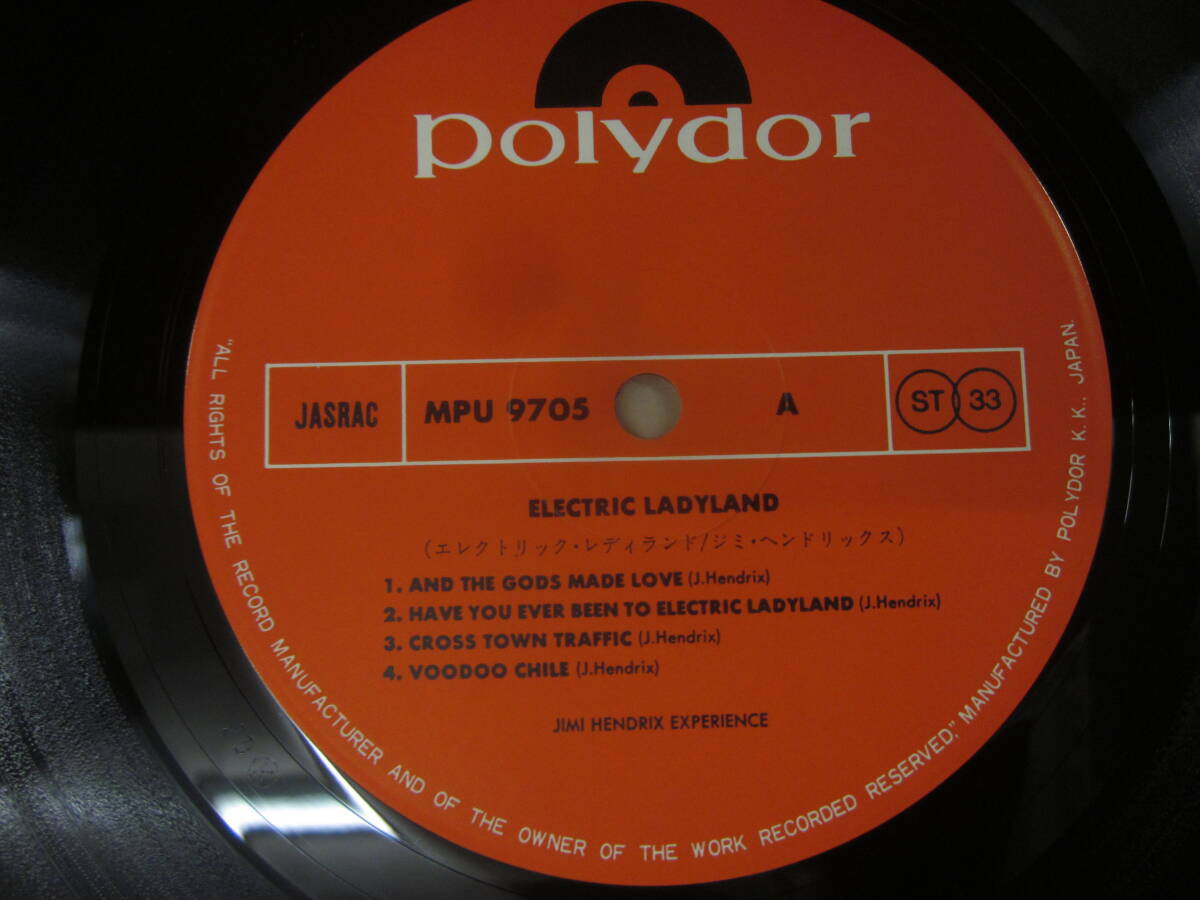 polydor
JASRAC
MPU 9705
A
ST 33
ELECTRIC LADYLAND
(エレクトリック・レディランド/ジミ・ヘンドリックス)
1. AND THE GODS MADE LOVE (J.Hendrix)
2. HAVE YOU EVER BEEN TO ELECTRIC LADYLAND (J.Hendrix)
3. CROSS TOWN TRAFFIC (J.Hendrix)
4. VOODOO CHILE (J.Hendrix)
JIMI HENDRIX EXPERIENCE
"ALL RIGHTS OF THE RECORD MANUFACTURER AND OF THE OWNER OF THE WORK RECORDED RESERVED," MANUFACTURED BY POLYDOR K.K., JAPAN.